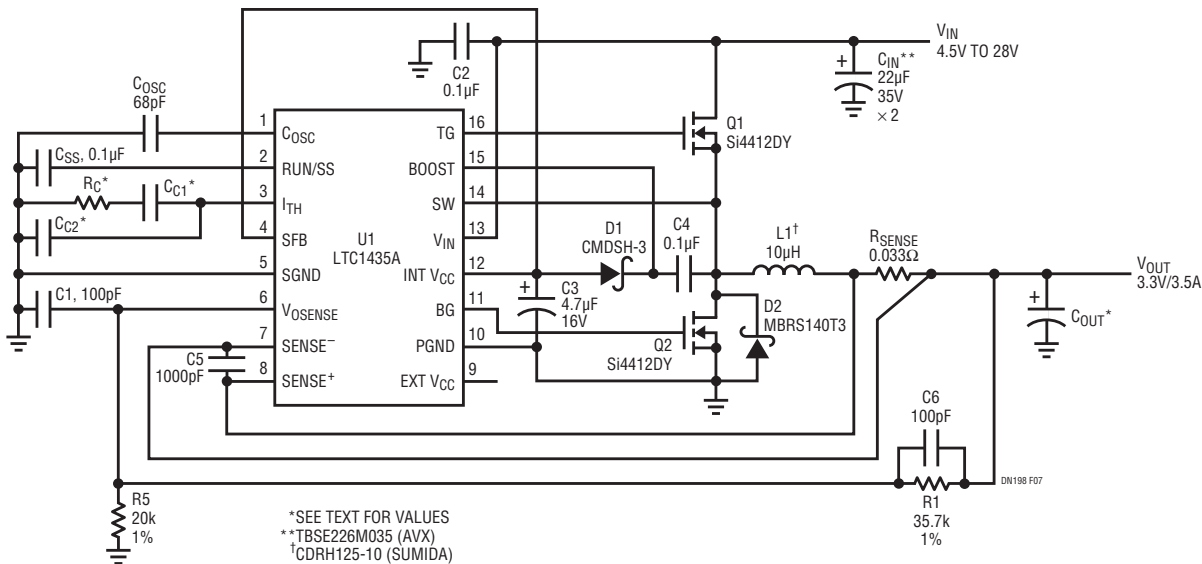 VIN
4.5V TO 28V
CIN**
22µF
35V
× 2
+
C2
0.1µF
COSC
68pF
Q1
Si4412DY
1
COSC
TG
16
CSS, 0.1µF
2
RUN/SS
BOOST
15
RC*
CC1*
3
ITH
SW
14
CC2*
4
SFB
VIN
13
U1
LTC1435A
D1
CMDSH-3
C4
0.1µF
L1†
10µH
RSENSE
0.033Ω
5
SGND
INT VCC
12
VOUT
3.3V/3.5A
C1, 100pF
6
VOSENSE
BG
11
+
C3
4.7µF
16V
D2
MBRS140T3
+
COUT*
7
SENSE–
PGND
10
Q2
Si4412DY
C5
1000pF
8
SENSE+
EXT VCC
9
C6
100pF
R1
35.7k
1%
DN198 F07
R5
20k
1%
*SEE TEXT FOR VALUES
**TBSE226M035 (AVX)
†CDRH125-10 (SUMIDA)